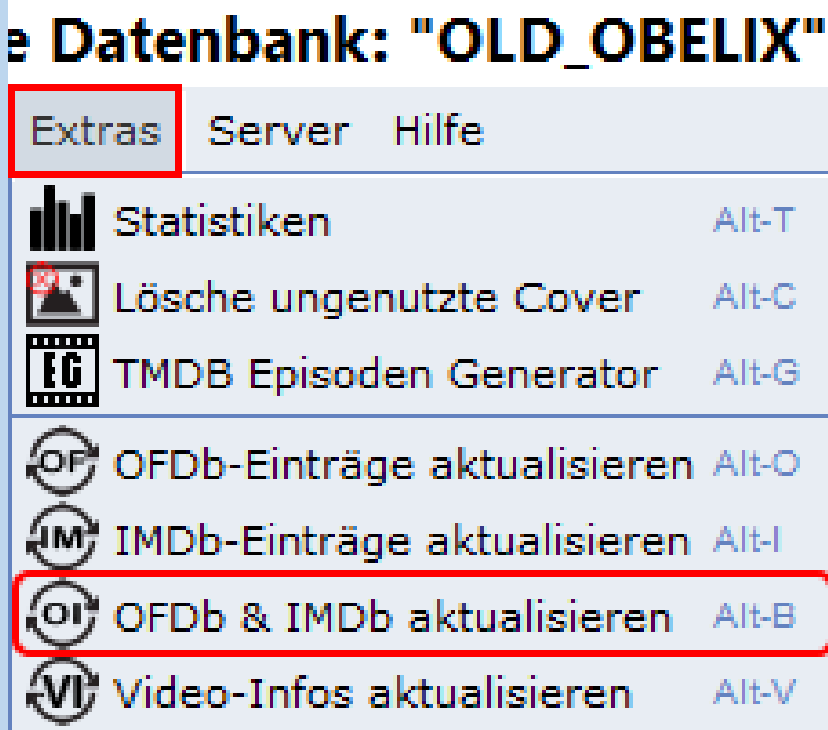 e Datenbank: "OLD_OBELIX"
Extras Server Hilfe
Statistiken Alt-T
Lösche ungenutzte Cover Alt-C
EG TMDB Episoden Generator Alt-G
OF OFDb-Einträge aktualisieren Alt-O
IM IMDb-Einträge aktualisieren Alt-I
OI OFDb & IMDb aktualisieren Alt-B
VI Video-Infos aktualisieren Alt-V